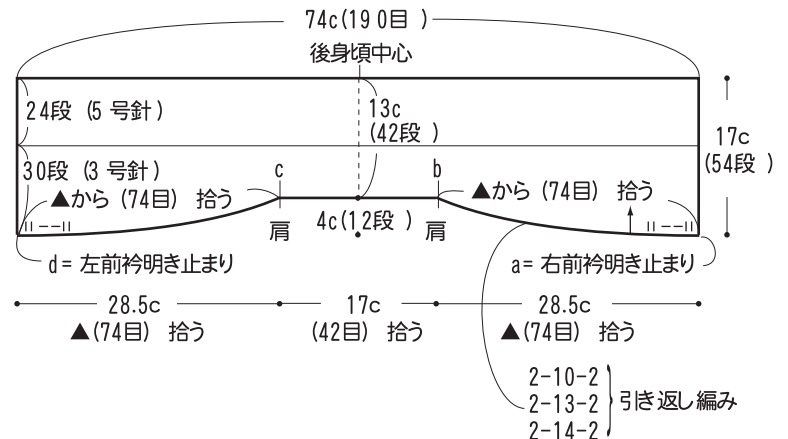 74c(190目)
後身頃中心
24段 (5号針)
13c
(42段)
17c
(54段)
30段 (3号針)
c
b
▲から (74目) 拾う
▲から (74目) 拾う
4c(12段)
肩
肩
d= 左前衿明き止まり
a= 右前衿明き止まり
28.5c
17c
28.5c
▲(74目) 拾う
(42目) 拾う
▲(74目) 拾う
2-10-2
2-13-2
引き返し編み
2-14-2